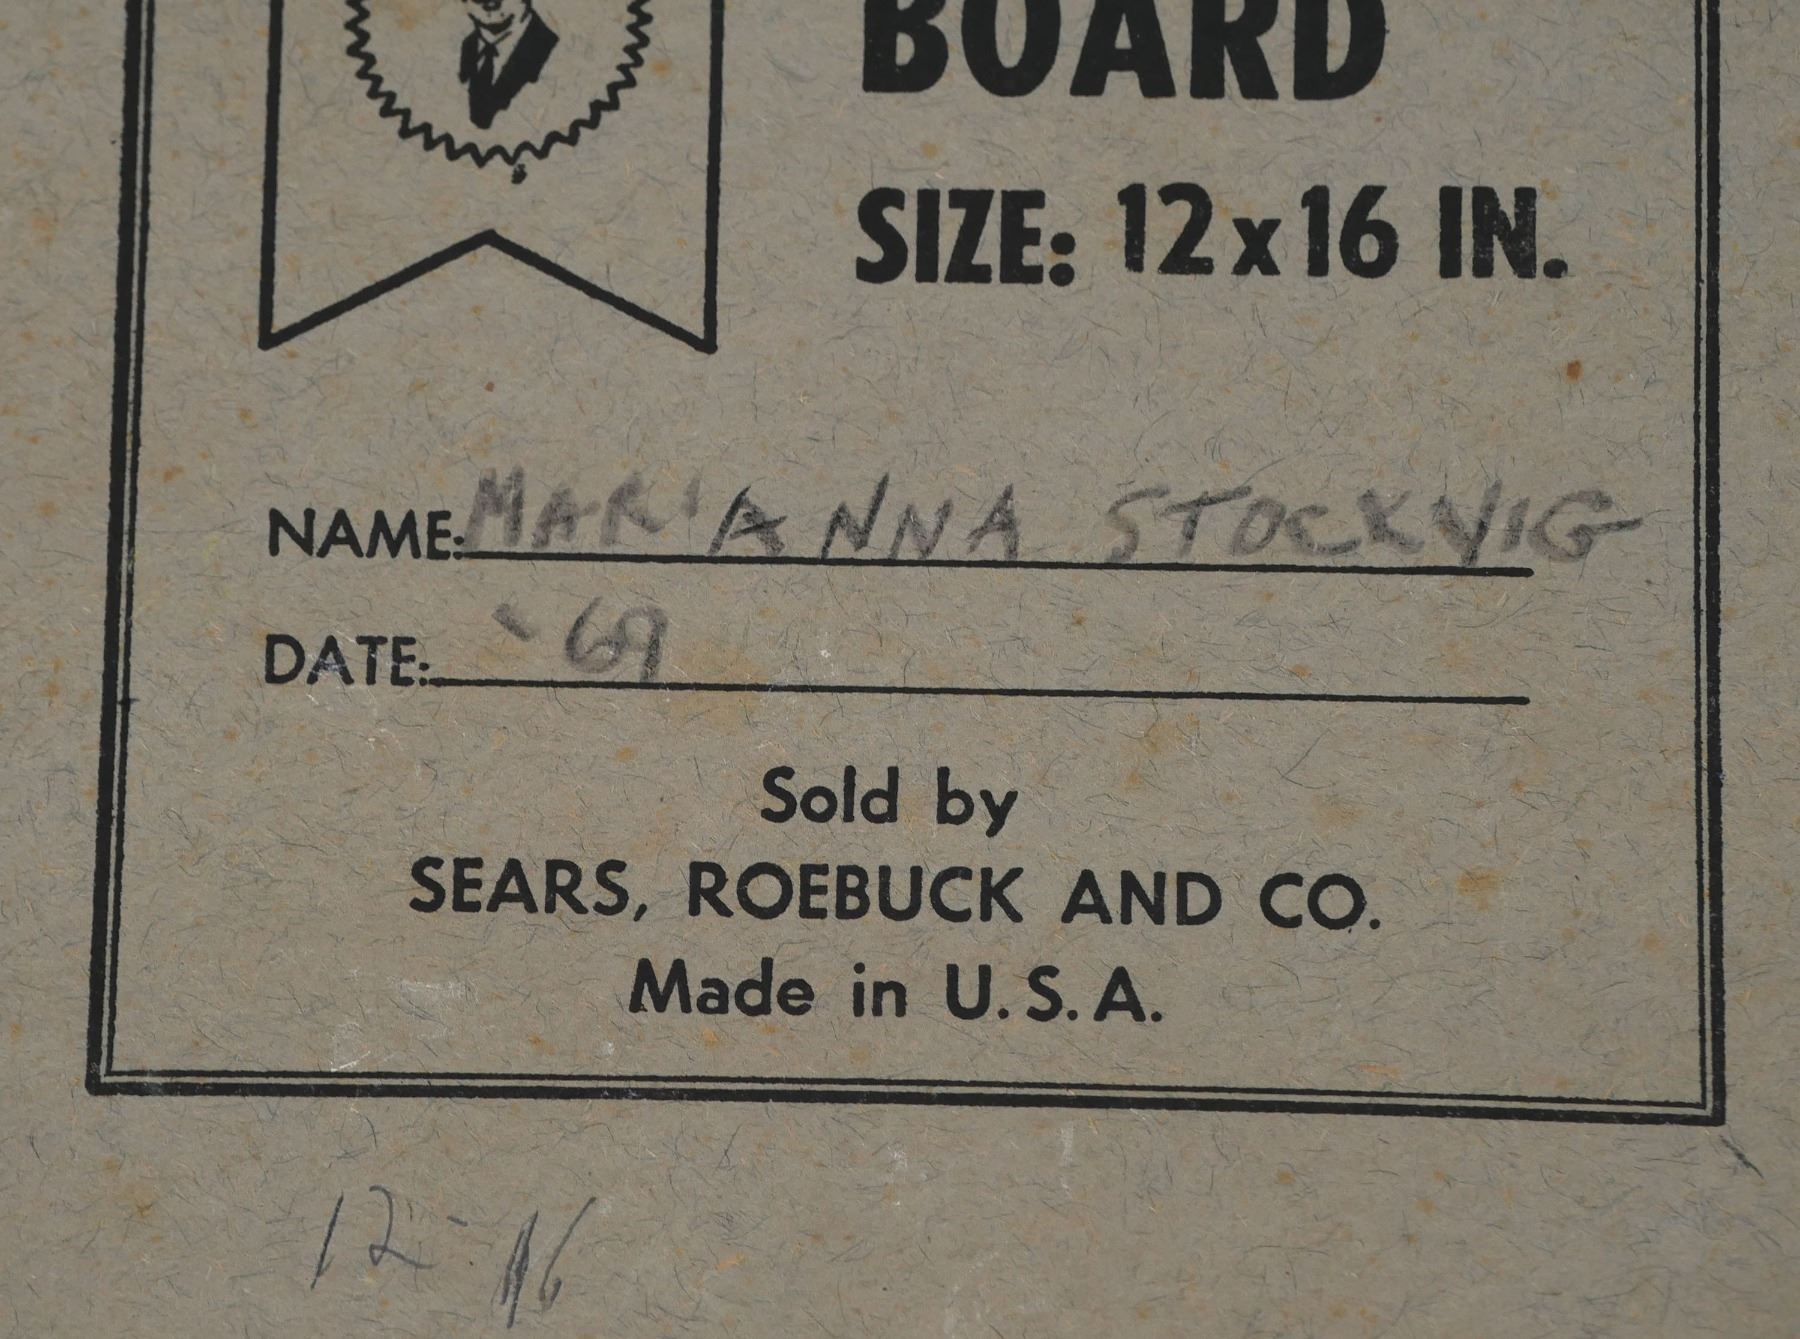 BOARD
SIZE: 12 x 16 IN.
NAME: MARIANNA STOCKVIG
DATE: -69
Sold by
SEARS, ROEBUCK AND CO.
Made in U.S.A.
12-16